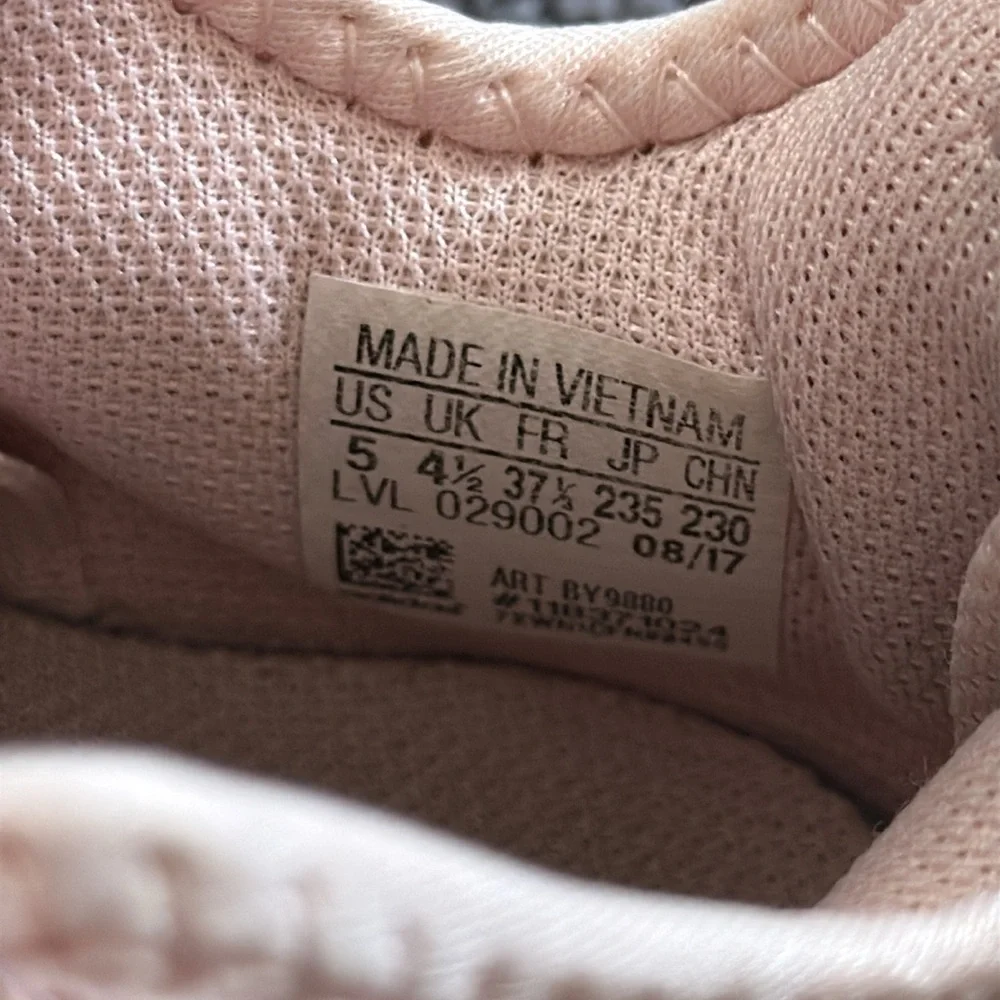 MADE IN VIETNAM
US UK FR JP CHN
5 4½ 37⅓ 235 230
LVL 029002 08/17
ART BY9880